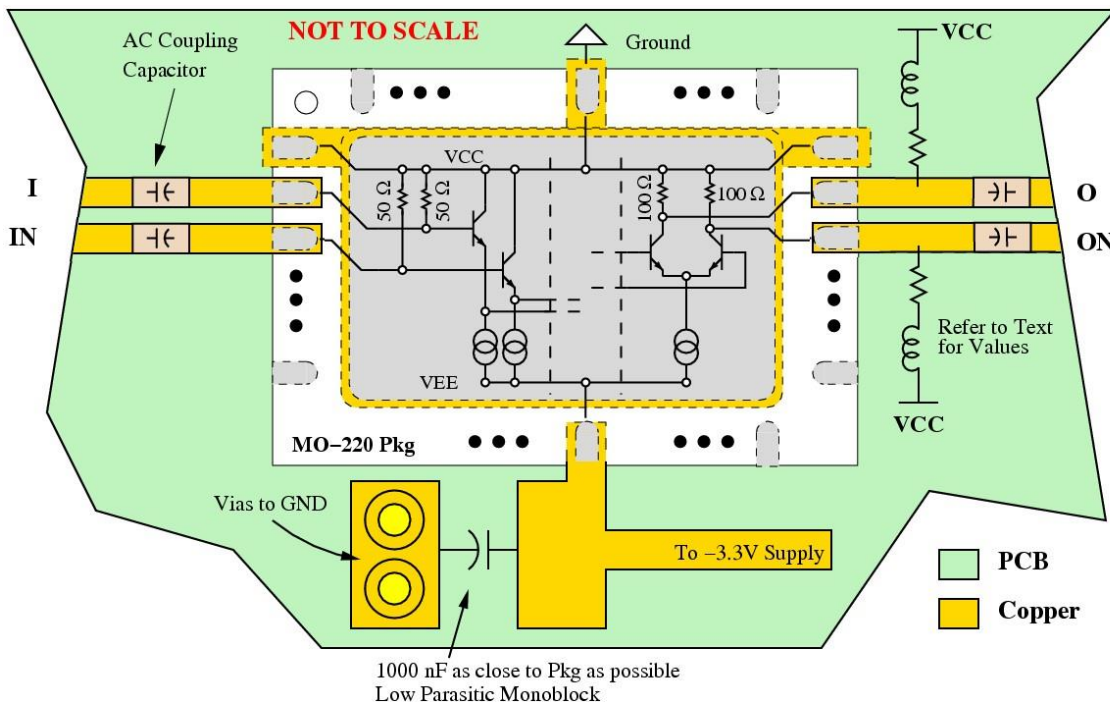 NOT TO SCALE
AC Coupling
Capacitor
Ground
VCC
VCC
I
IN
50 Ω
50 Ω
100 Ω
100 Ω
O
ON
Refer to Text
for Values
VCC
VEE
MO−220 Pkg
Vias to GND
To −3.3V Supply
PCB
Copper
1000 nF as close to Pkg as possible
Low Parasitic Monoblock